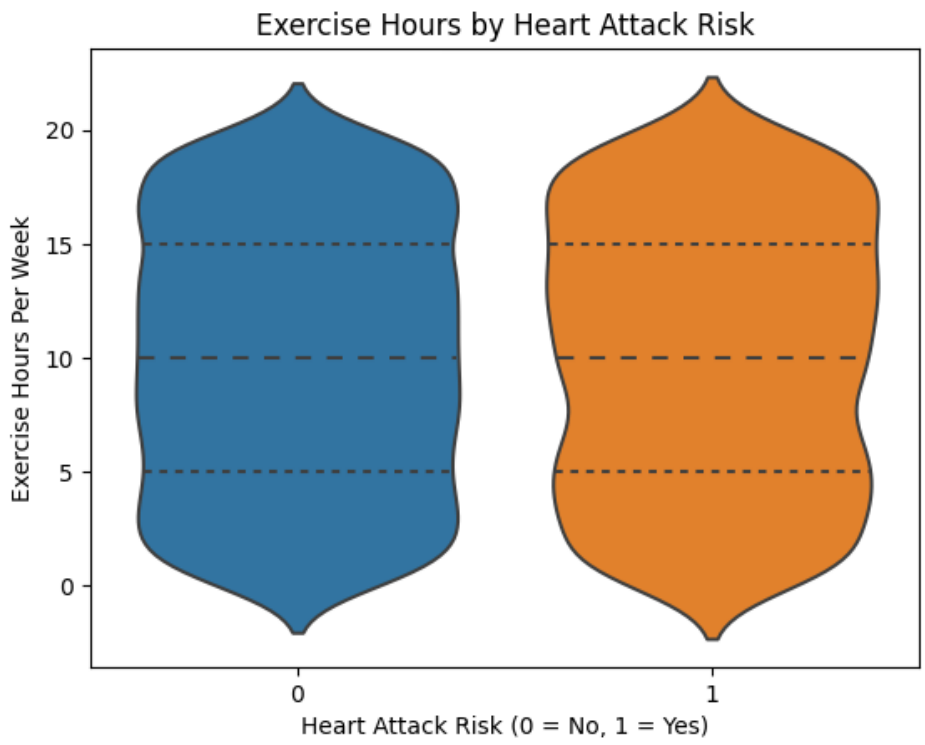 Exercise Hours by Heart Attack Risk
Exercise Hours Per Week
20
15
10
5
0
0 1
Heart Attack Risk (0 = No, 1 = Yes)